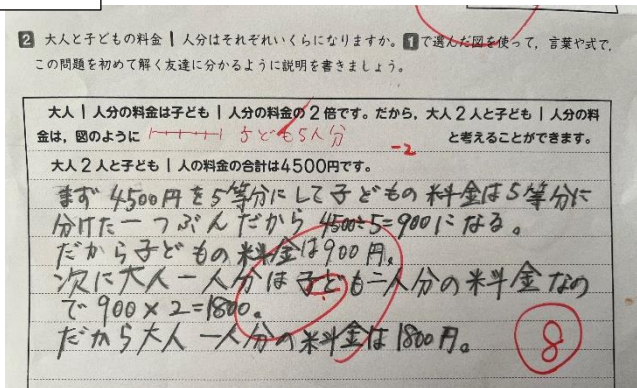 2 大人と子どもの料金1人分はそれぞれいくらになりますか。1で選んだ図を使って，言葉や式で，
この問題を初めて解く友達に分かるように説明を書きましょう。
大人1人分の料金は子ども1人分の料金の2倍です。だから，大人2人と子ども1人分の料
金は，図のように 子ども5人分 と考えることができます。
-2
大人2人と子ども1人の料金の合計は4500円です。
まず4500円を5等分にして子どもの料金は5等分に
分けた一つぶんだから4500÷5=900になる。
だから子どもの料金は900円。
次に大人一人分は子ども二人分の料金なの
で900×2=1800。
だから大人一人分の料金は1800円。
8